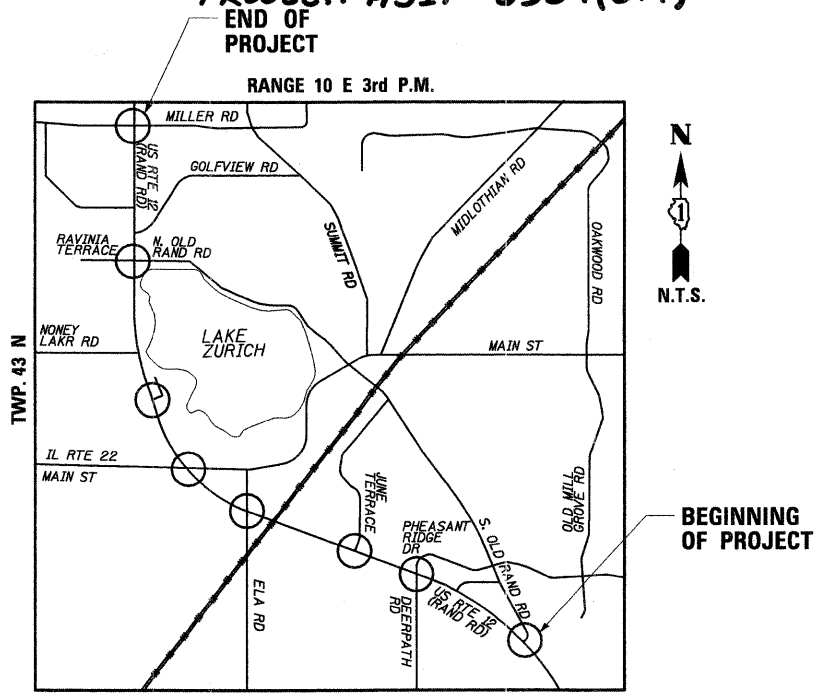 END OF
PROJECT
RANGE 10 E 3rd P.M.
MILLER RD
US RTE 12
(RAND RD)
GOLFVIEW RD
MIDLOTHIAN RD
N
1
N.T.S.
RAVINIA
TERRACE
N. OLD
RAND RD
SUMMIT RD
OAKWOOD RD
NONEY
LAKR RD
LAKE
ZURICH
MAIN ST
TWP. 43 N
IL RTE 22
MAIN ST
JUNE
TERRACE
OLD MILL
GROVE RD
PHEASANT
RIDGE
DR
S. OLD RAND RD
BEGINNING
OF PROJECT
ELA RD
DEERPATH
RD
US RTE 12
(RAND RD)